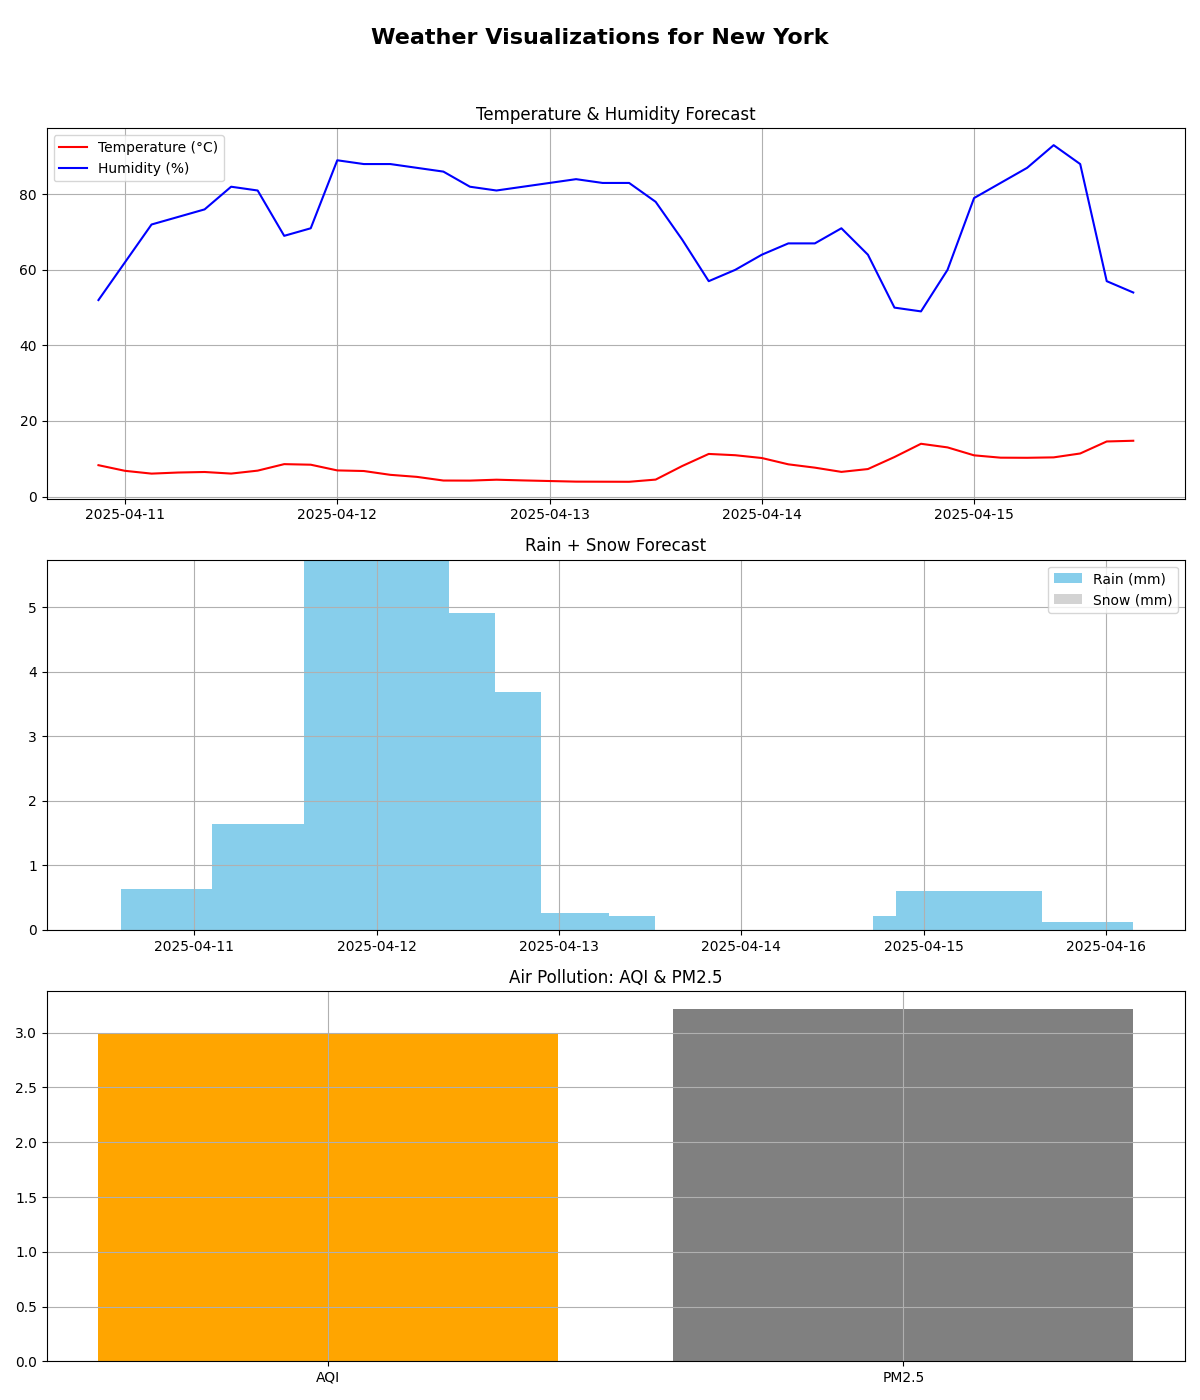 Weather Visualizations for New York
Temperature & Humidity Forecast
Temperature (°C)
Humidity (%)
80
60
40
20
0
2025-04-11 2025-04-12 2025-04-13 2025-04-14 2025-04-15
Rain + Snow Forecast
Rain (mm)
Snow (mm)
5
4
3
2
1
0
2025-04-11 2025-04-12 2025-04-13 2025-04-14 2025-04-15 2025-04-16
Air Pollution: AQI & PM2.5
3.0
2.5
2.0
1.5
1.0
0.5
0.0
AQI PM2.5